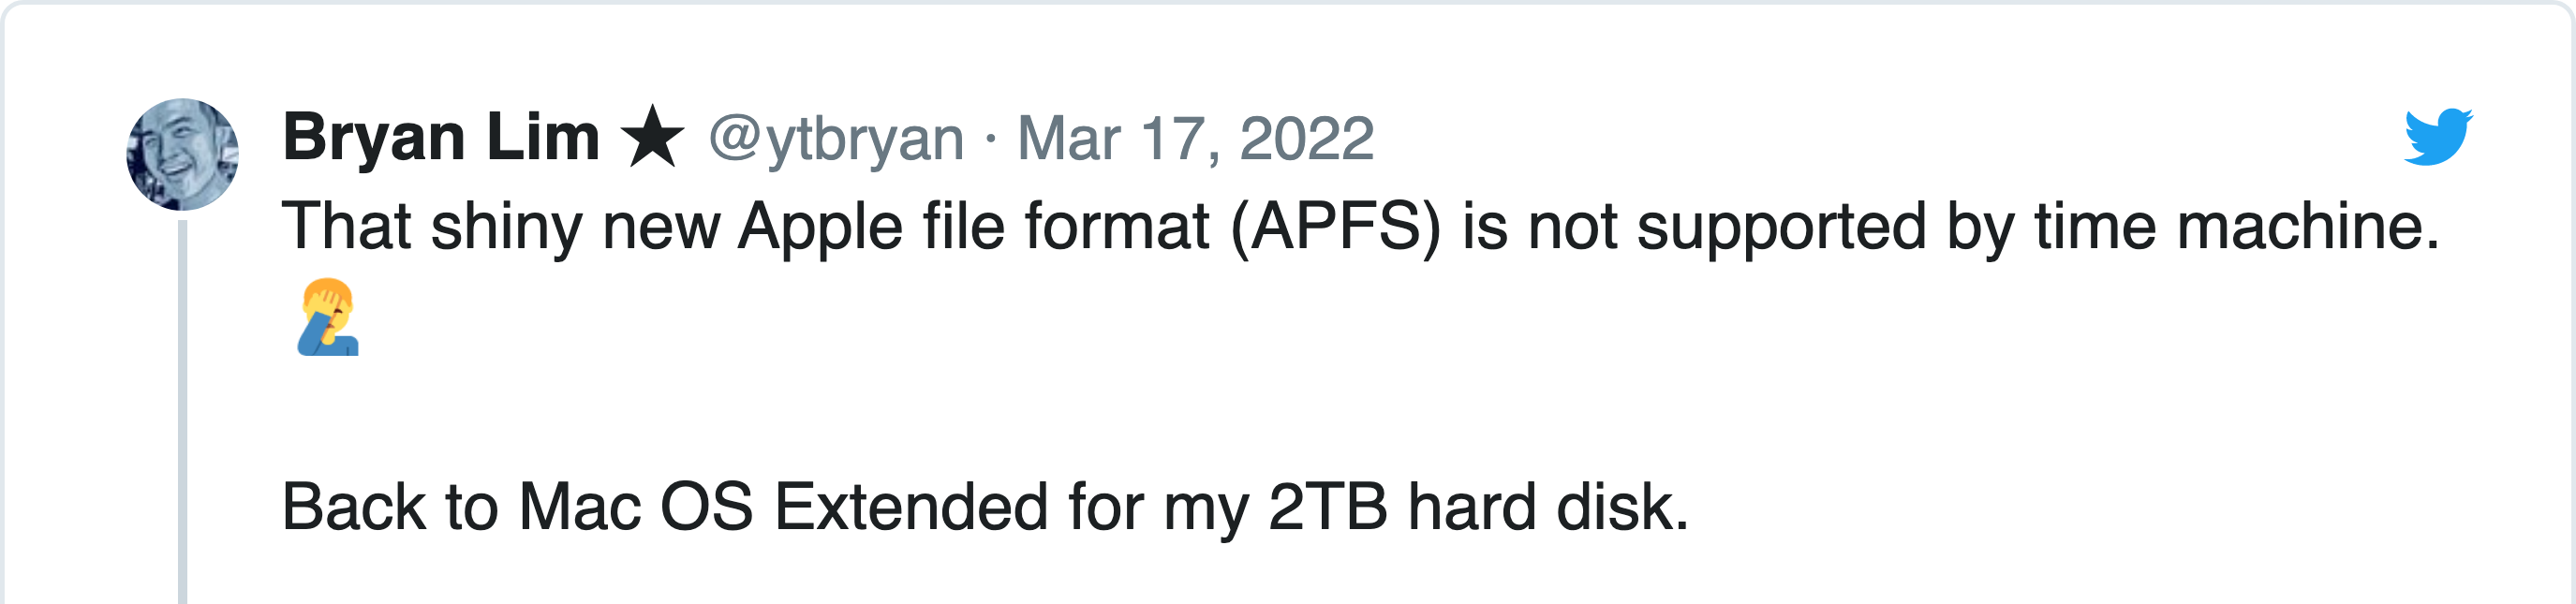 Bryan Lim ★ @ytbryan · Mar 17, 2022
That shiny new Apple file format (APFS) is not supported by time machine.
🤦‍♂️
Back to Mac OS Extended for my 2TB hard disk.